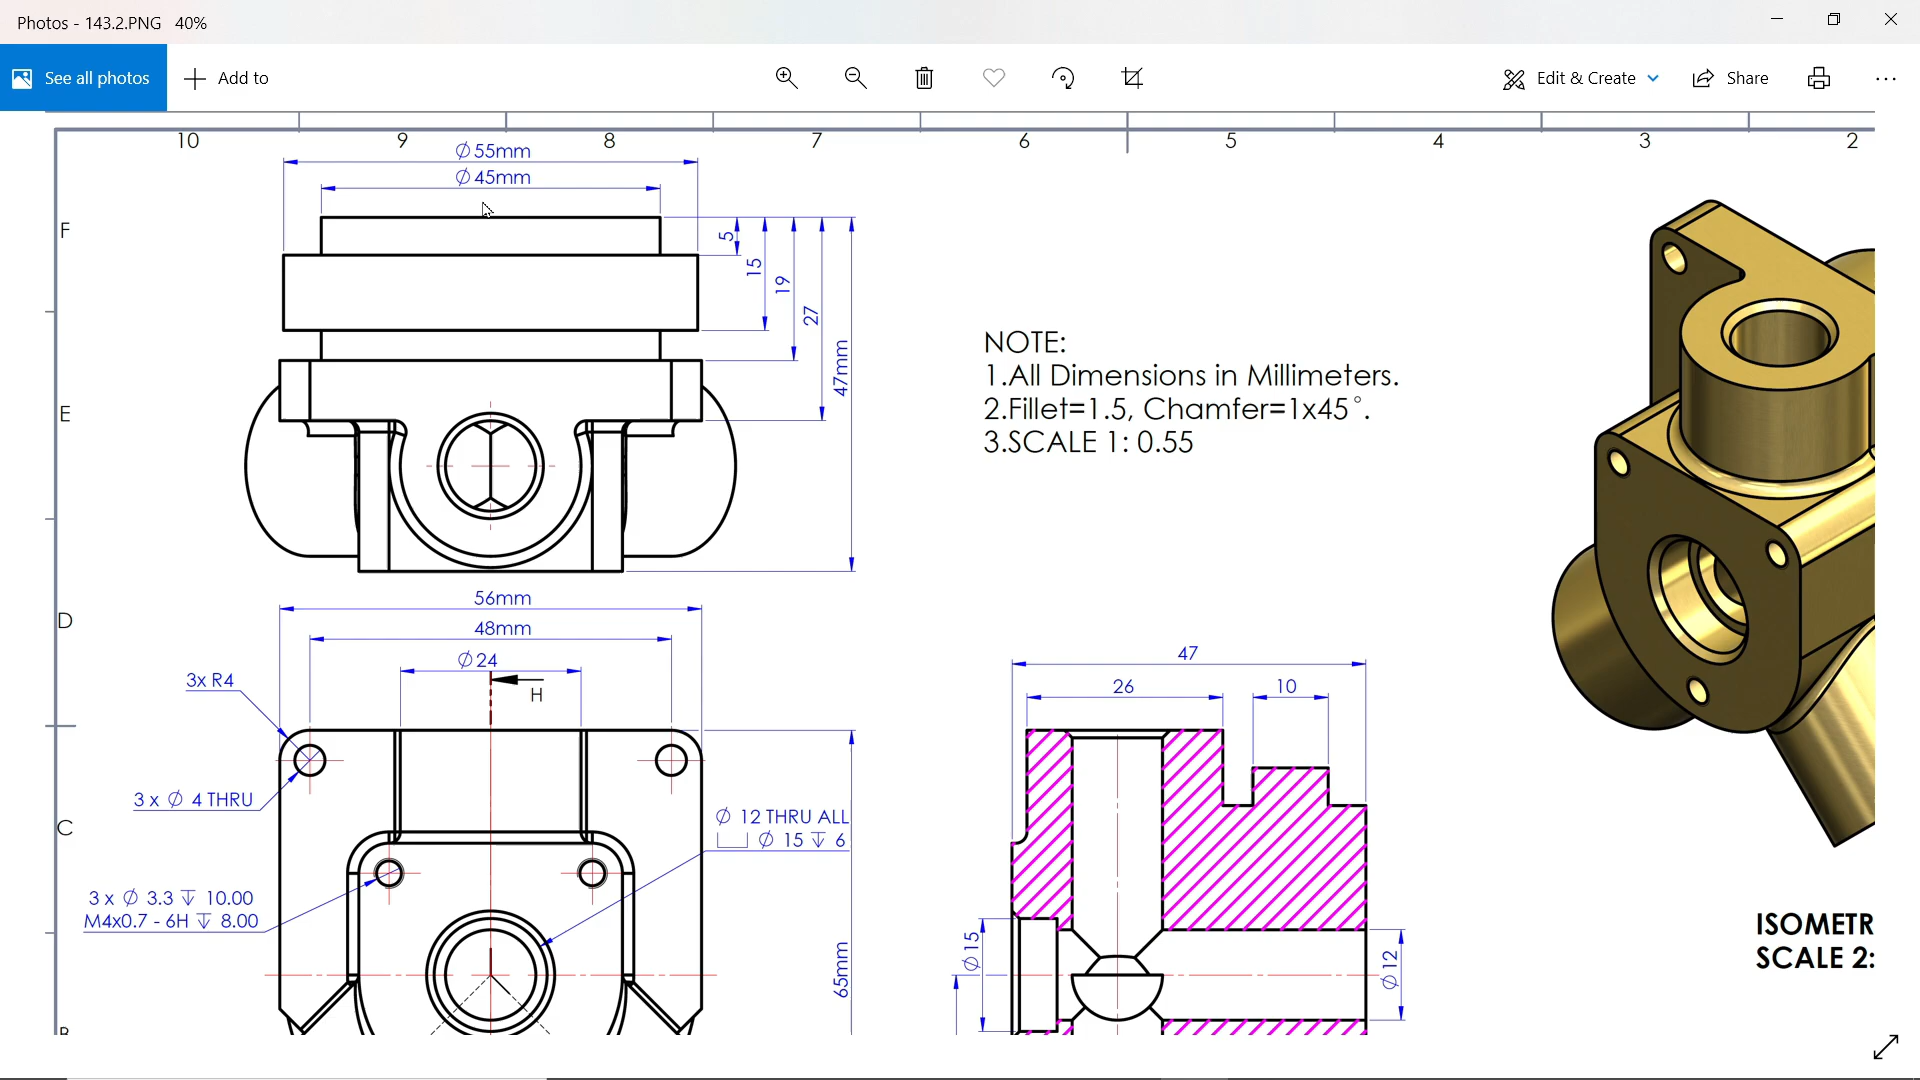 Photos - 143.2.PNG 40%
See all photos
Add to
Edit & Create
Share
10 9 8 7 6 5 4 3 2
∅ 55mm
∅ 45mm
F
5
15
19
27
47mm
E
NOTE:
1.All Dimensions in Millimeters.
2.Fillet=1.5, Chamfer=1x45°.
3.SCALE 1: 0.55
D
56mm
48mm
∅ 24
H
3x R4
3 x ∅ 4 THRU
C
∅ 12 THRU ALL
⌴ ∅ 15 ↧ 6
3 x ∅ 3.3 ↧ 10.00
M4x0.7 - 6H ↧ 8.00
65mm
47
26
10
∅ 15
∅ 12
ISOMETR
SCALE 2: